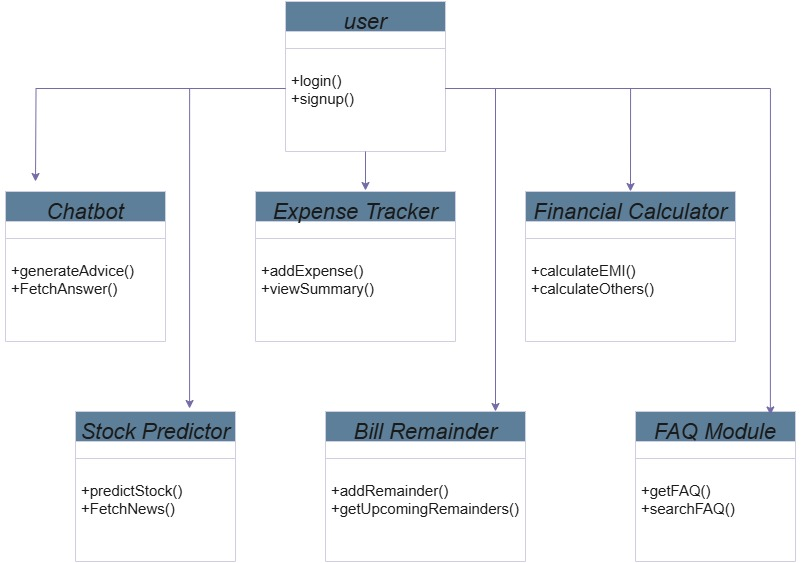 user
+login()
+signup()
Chatbot
+generateAdvice()
+FetchAnswer()
Expense Tracker
+addExpense()
+viewSummary()
Financial Calculator
+calculateEMI()
+calculateOthers()
Stock Predictor
+predictStock()
+FetchNews()
Bill Remainder
+addRemainder()
+getUpcomingRemainders()
FAQ Module
+getFAQ()
+searchFAQ()